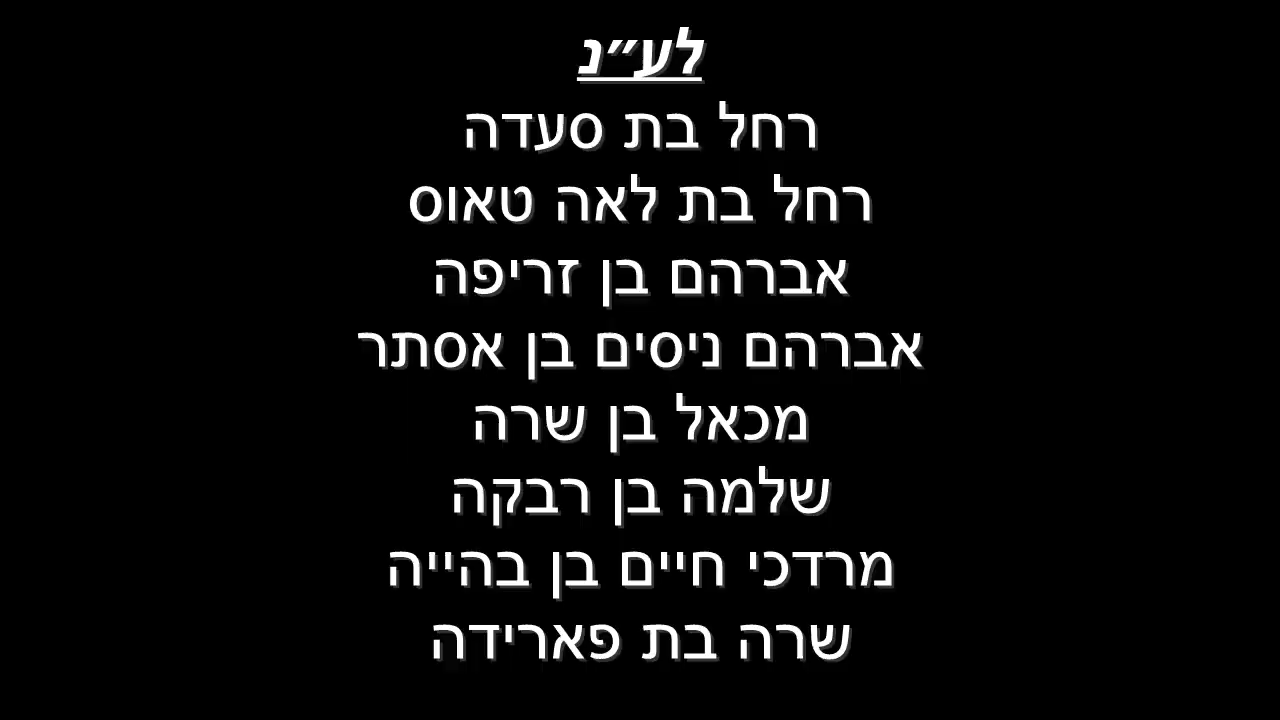 לע״נ
רחל בת סעדה
רחל בת לאה טאוס
אברהם בן זריפה
אברהם ניסים בן אסתר
מכאל בן שרה
שלמה בן רבקה
מרדכי חיים בן בהייה
שרה בת פארידה